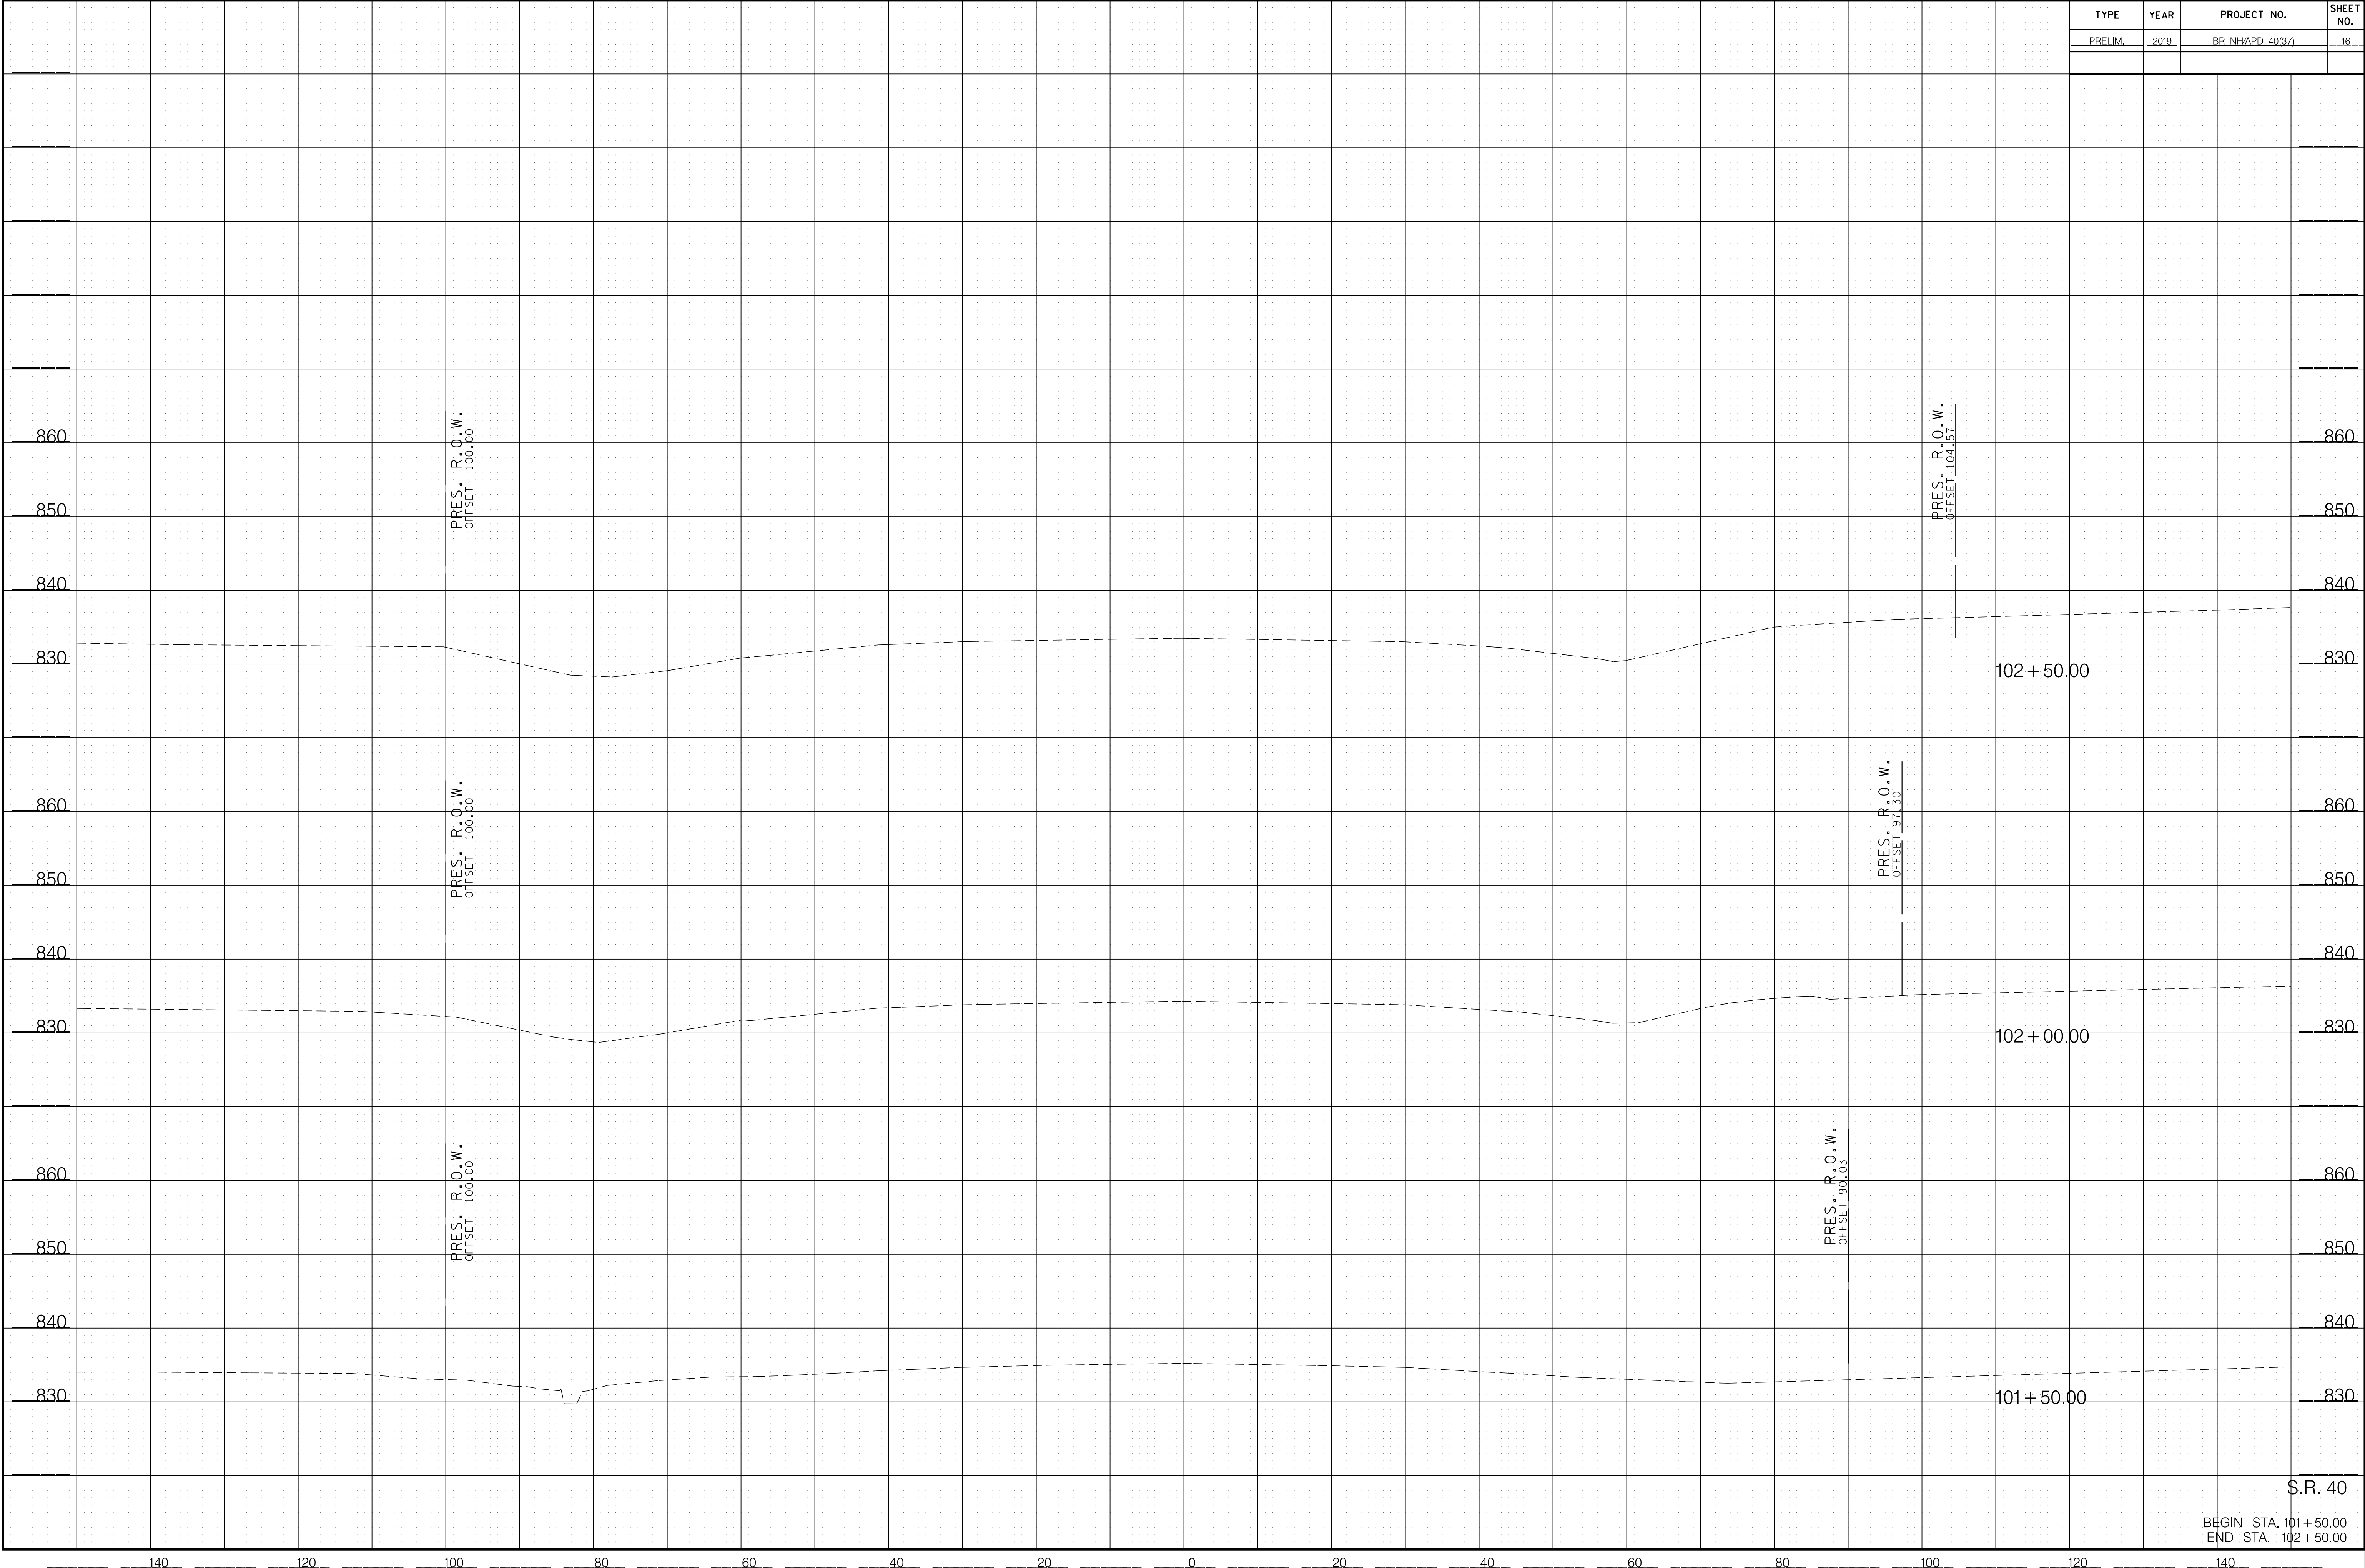 TYPE YEAR PROJECT NO. SHEET NO.
PRELIM. 2019 BR-NH/APD-40(37) 16
PRES. R.O.W.
OFFSET -100.00
PRES. R.O.W.
OFFSET 104.57
860 860
850 850
840 840
830 830
102+50.00
PRES. R.O.W.
OFFSET -100.00
PRES. R.O.W.
OFFSET 97.30
860 860
850 850
840 840
830 830
102+00.00
PRES. R.O.W.
OFFSET -100.00
PRES. R.O.W.
OFFSET 90.03
860 860
850 850
840 840
830 830
101+50.00
S.R. 40
BEGIN STA. 101+50.00
END STA. 102+50.00
140 120 100 80 60 40 20 0 20 40 60 80 100 120 140